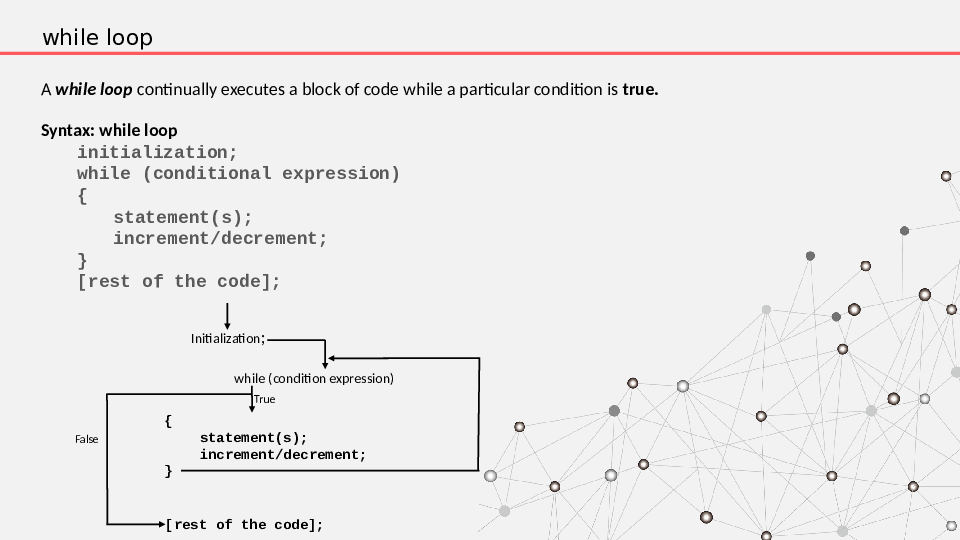 while loop
A while loop continually executes a block of code while a particular condition is true.
Syntax: while loop
initialization;
while (conditional expression)
{
statement(s);
increment/decrement;
}
[rest of the code];
Initialization;
while (condition expression)
True
{
False
statement(s);
increment/decrement;
}
[rest of the code];